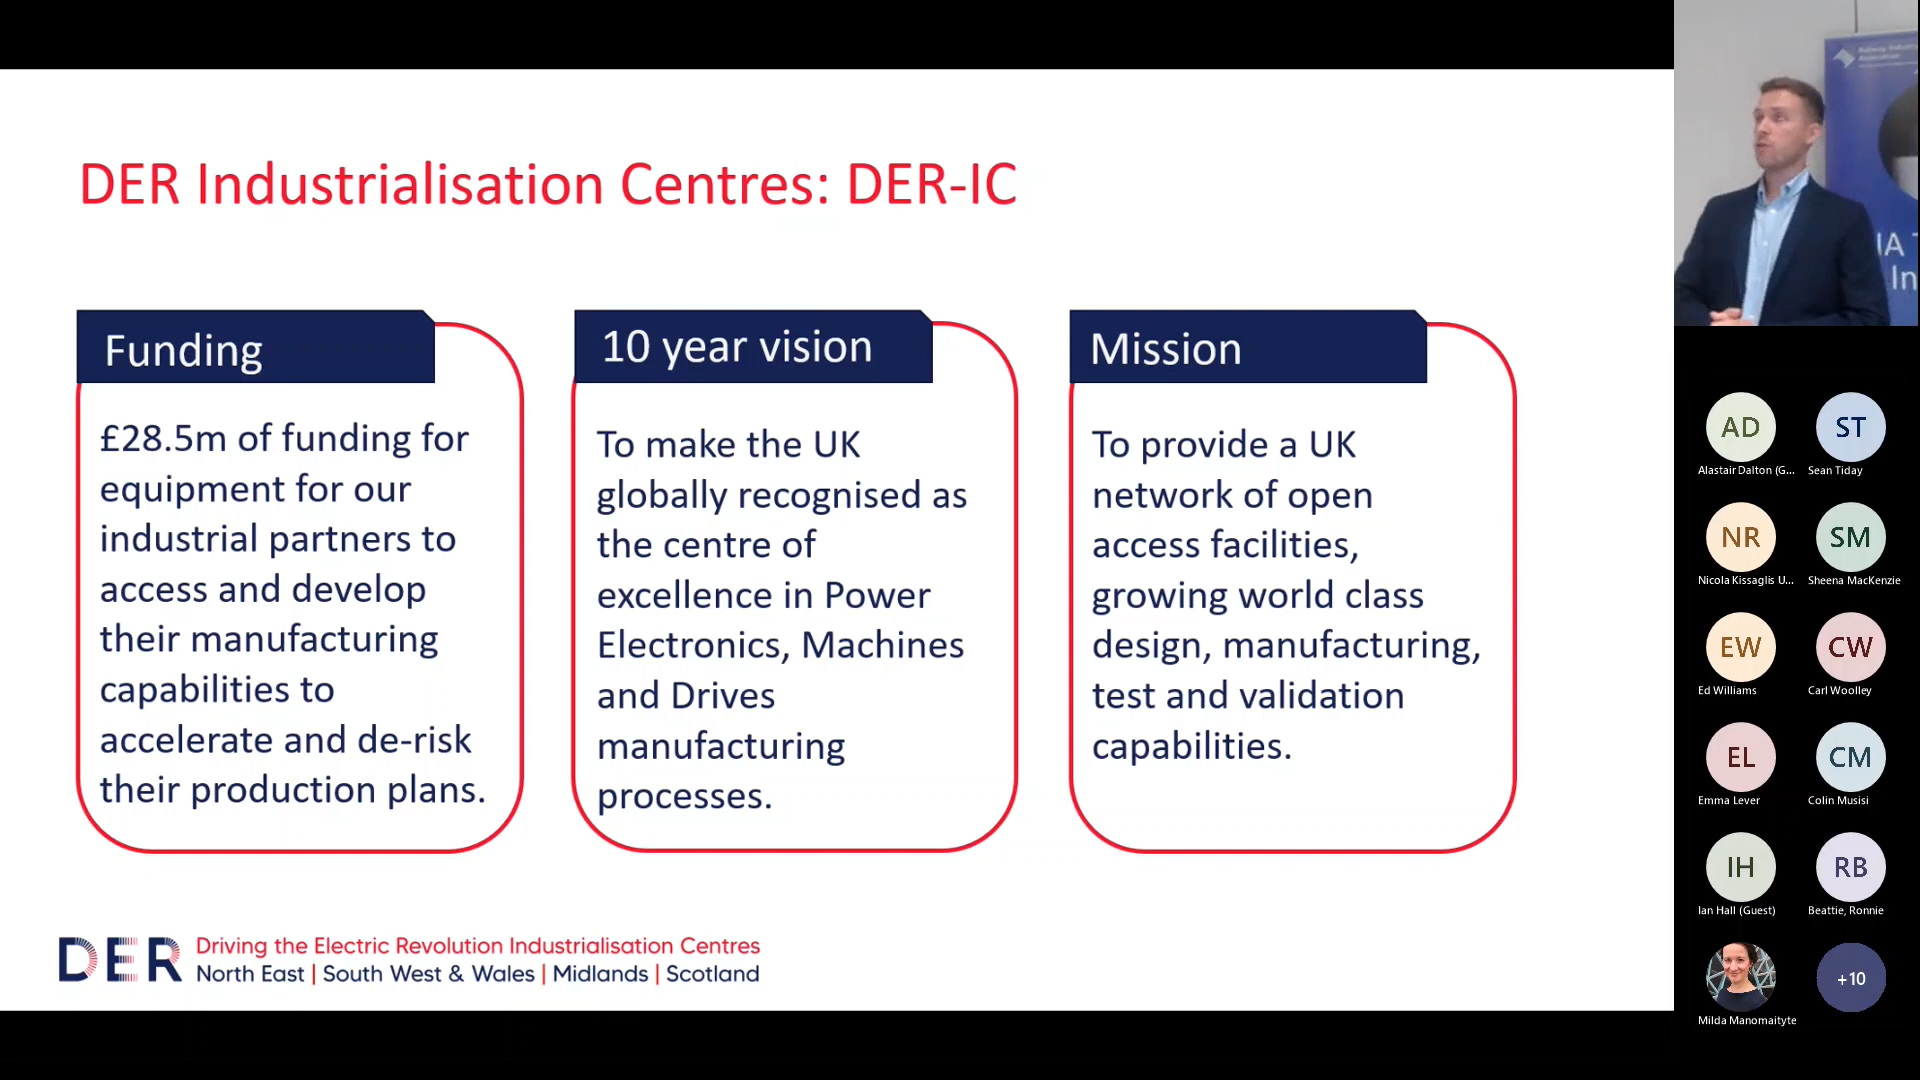 DER Industrialisation Centres: DER-IC
Funding
£28.5m of funding for
equipment for our
industrial partners to
access and develop
their manufacturing
capabilities to
accelerate and de-risk
their production plans.
10 year vision
To make the UK
globally recognised as
the centre of
excellence in Power
Electronics, Machines
and Drives
manufacturing
processes.
Mission
To provide a UK
network of open
access facilities,
growing world class
design, manufacturing,
test and validation
capabilities.
DER
Driving the Electric Revolution Industrialisation Centres
North East | South West & Wales | Midlands | Scotland
Railway Industry
Association
IA
In
AD
Alastair Dalton (G...
ST
Sean Tiday
NR
Nicola Kissaglis U...
SM
Sheena MacKenzie
EW
Ed Williams
CW
Carl Woolley
EL
Emma Lever
CM
Colin Musisi
IH
Ian Hall (Guest)
RB
Beattie, Ronnie
Milda Manomaityte
+10